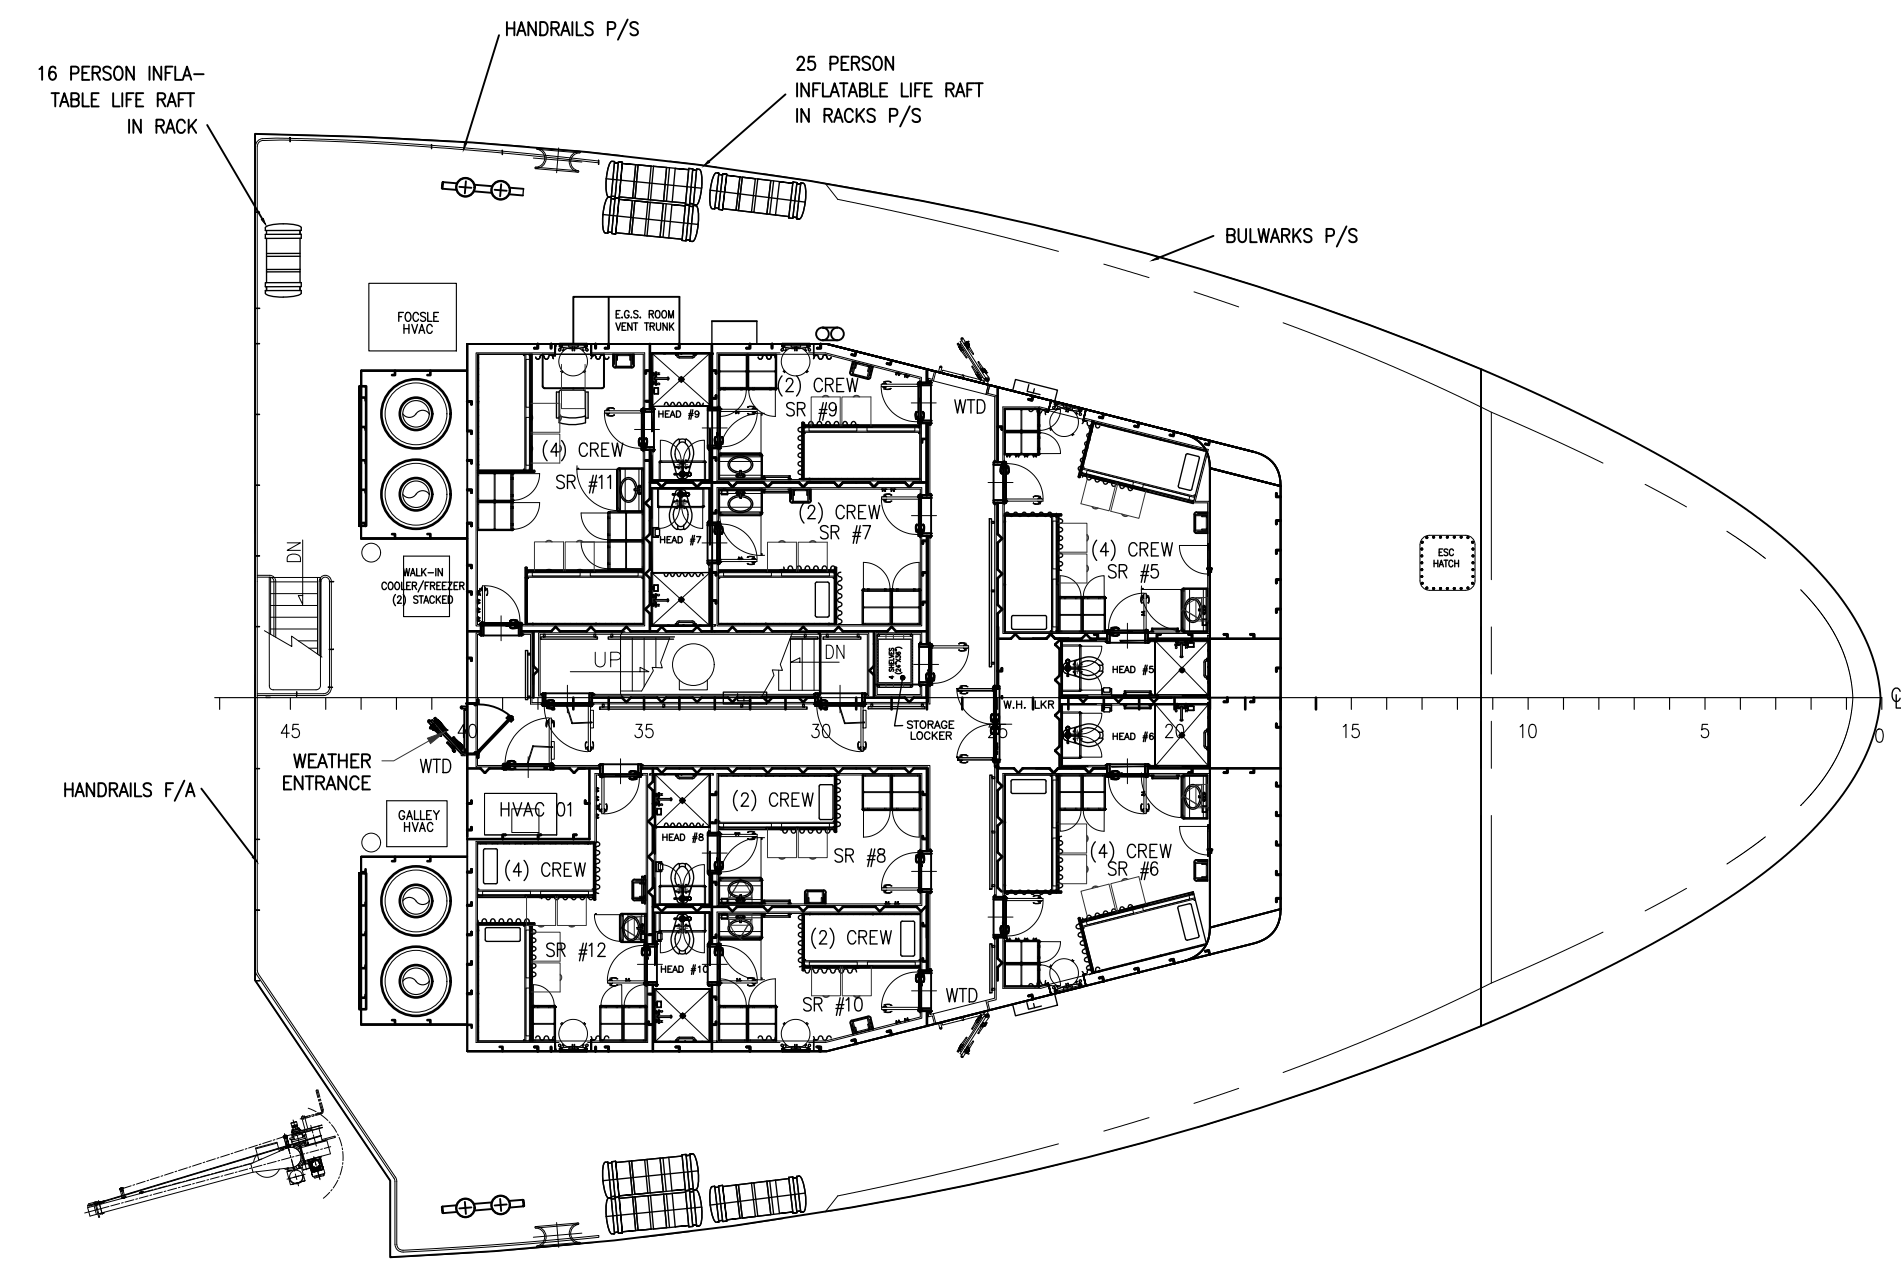 HANDRAILS P/S
16 PERSON INFLA-
TABLE LIFE RAFT
IN RACK
25 PERSON
INFLATABLE LIFE RAFT
IN RACKS P/S
BULWARKS P/S
FOCSLE
HVAC
E.G.S. ROOM
VENT TRUNK
(2) CREW
SR #9
WTD
F
HEAD #9
(4) CREW
SR #11
(2) CREW
SR #7
HEAD #7
(4) CREW
SR #5
ESC
HATCH
DN
WALK-IN
COOLER/FREEZER
(2) STACKED
UP
DN
4 SHELVES
(24"X36")
HEAD #5
W.H. LKR
STORAGE
LOCKER
45
40
35
30
25
20
15
10
5
0
℄
HEAD #6
WEATHER
ENTRANCE
WTD
HANDRAILS F/A
GALLEY
HVAC
HVAC 01
(2) CREW
SR #8
HEAD #8
(4) CREW
SR #6
(4) CREW
SR #12
HEAD #10
(2) CREW
SR #10
WTD
F